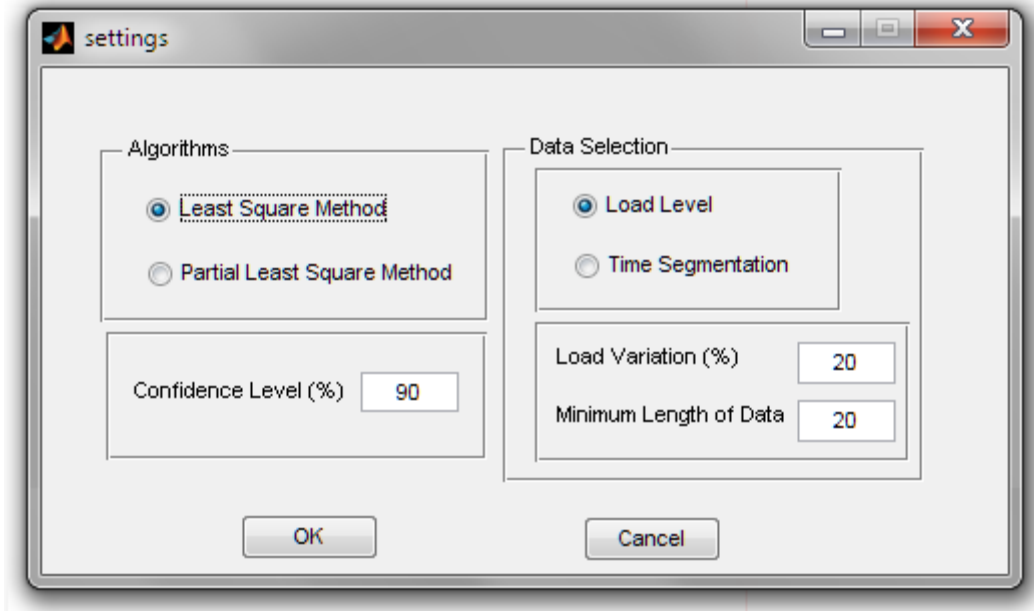 settings
Algorithms
Least Square Method
Partial Least Square Method
Confidence Level (%) 90
Data Selection
Load Level
Time Segmentation
Load Variation (%) 20
Minimum Length of Data 20
OK
Cancel